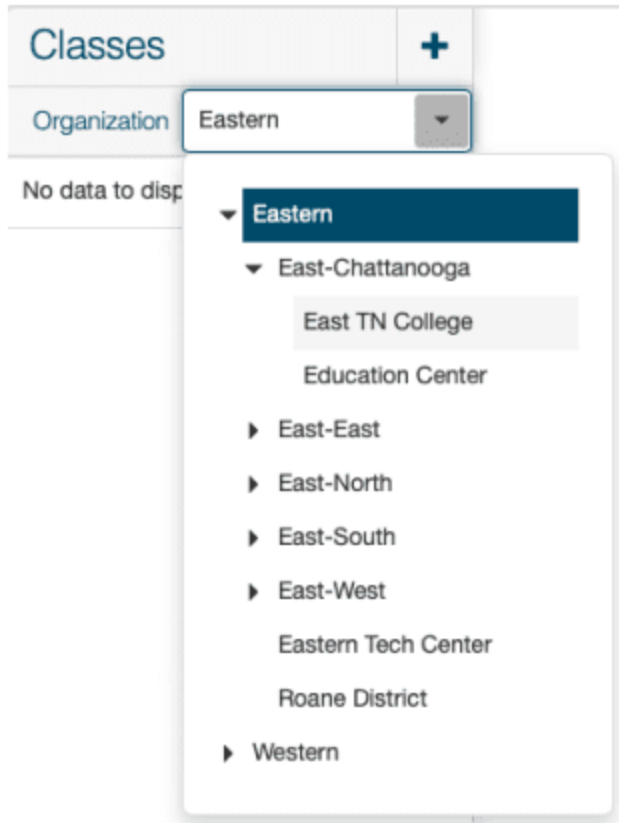 Classes
Organization Eastern
No data to disp
Eastern
East-Chattanooga
East TN College
Education Center
East-East
East-North
East-South
East-West
Eastern Tech Center
Roane District
Western